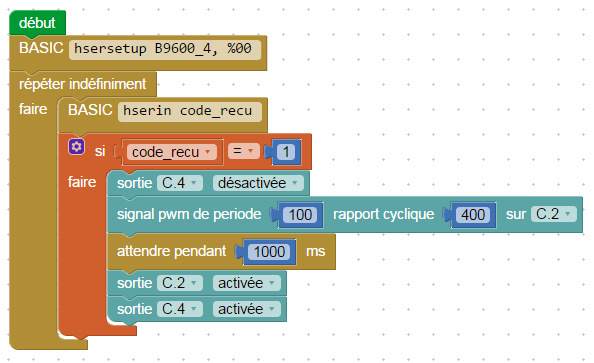 début
BASIC hsersetup B9600_4, %00
répéter indéfiniment
faire BASIC hserin code_recu
si code_recu = 1
faire sortie C.4 désactivée
signal pwm de periode 100 rapport cyclique 400 sur C.2
attendre pendant 1000 ms
sortie C.2 activée
sortie C.4 activée